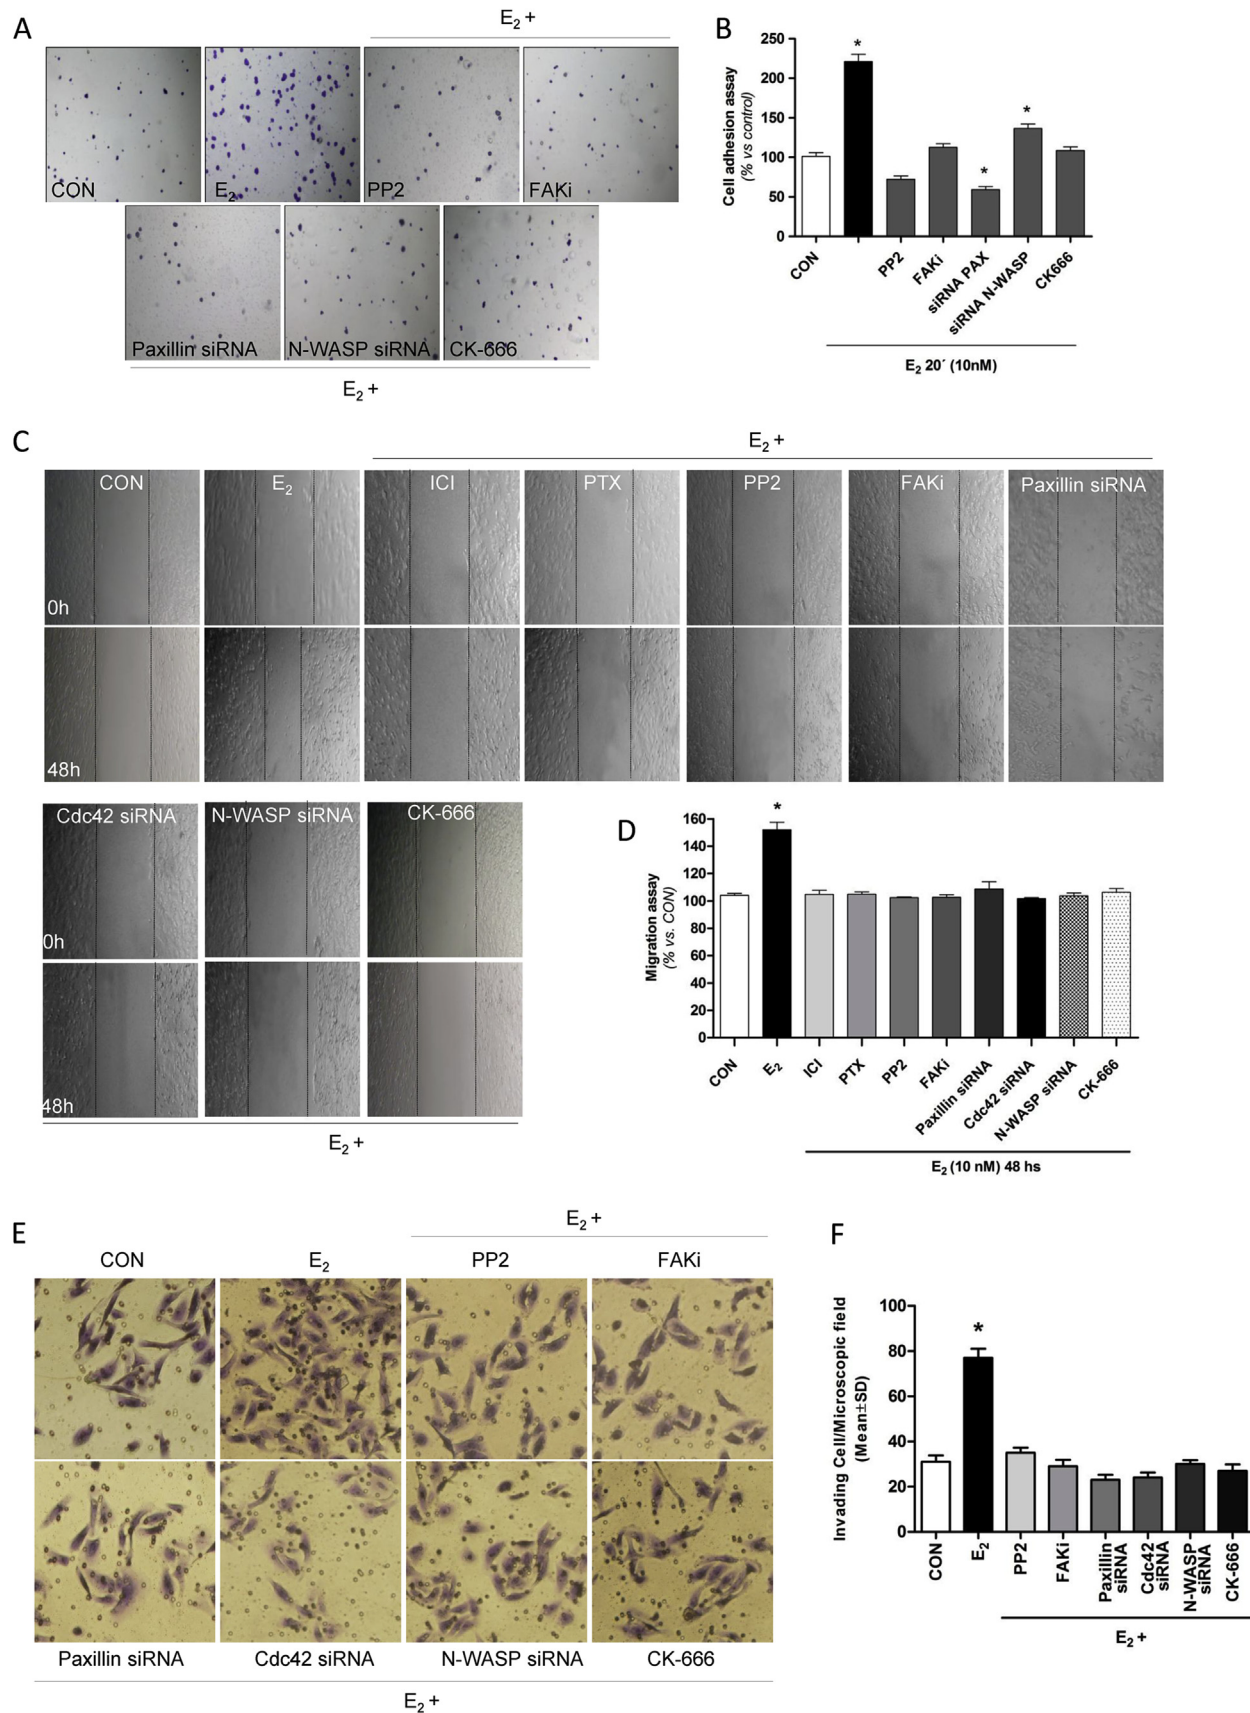 A
E2 +
CON
E2
PP2
FAKi
Paxillin siRNA
N-WASP siRNA
CK-666
E2 +
B
Cell adhesion assay
(% vs control)
250
200
150
100
50
0
*
*
*
CON
PP2
FAKi
siRNA PAX
siRNA N-WASP
CK666
E2 20´ (10nM)
C
E2 +
CON
E2
ICI
PTX
PP2
FAKi
Paxillin siRNA
0h
48h
Cdc42 siRNA
N-WASP siRNA
CK-666
0h
48h
E2 +
D
Migration assay
(% vs. CON)
160
140
120
100
80
60
40
20
0
*
CON
E2
ICI
PTX
PP2
FAKi
Paxillin siRNA
Cdc42 siRNA
N-WASP siRNA
CK-666
E2 (10 nM) 48 hs
E
E2 +
CON
E2
PP2
FAKi
Paxillin siRNA
Cdc42 siRNA
N-WASP siRNA
CK-666
E2 +
F
Invading Cell/Microscopic field
(Mean±SD)
100
80
60
40
20
0
*
CON
E2
PP2
FAKi
Paxillin
siRNA
Cdc42
siRNA
N-WASP
siRNA
CK-666
E2 +